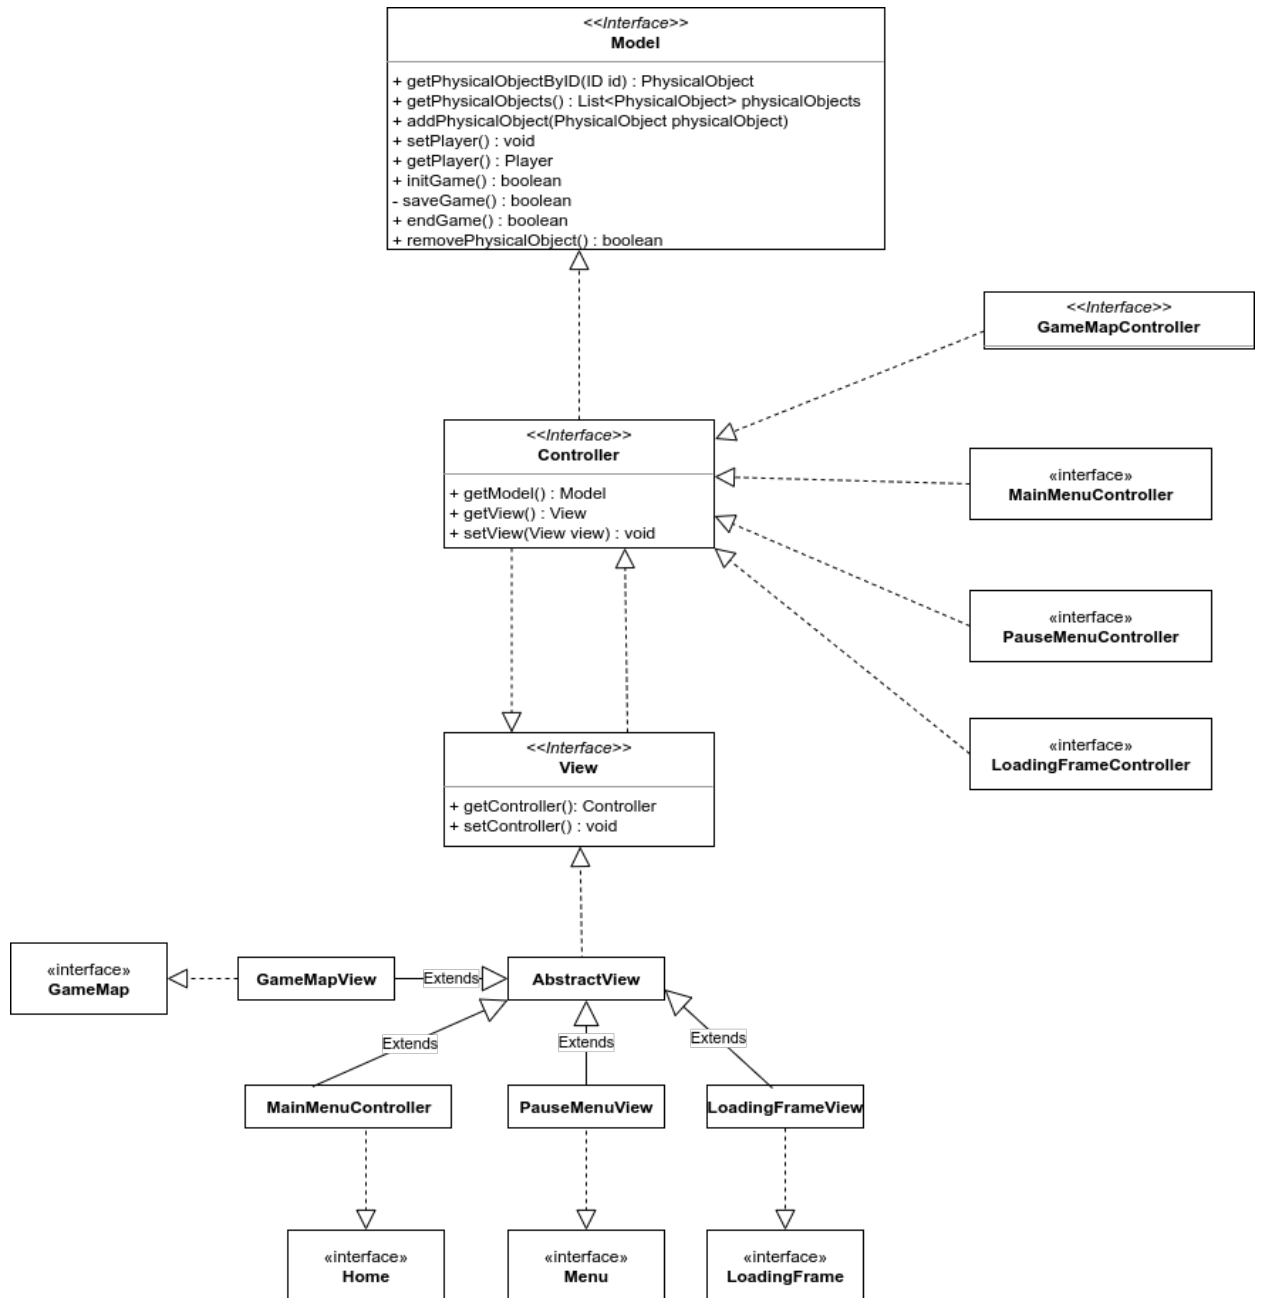 <<Interface>>
Model
+ getPhysicalObjectByID(ID id) : PhysicalObject
+ getPhysicalObjects() : List<PhysicalObject> physicalObjects
+ addPhysicalObject(PhysicalObject physicalObject)
+ setPlayer() : void
+ getPlayer() : Player
+ initGame() : boolean
- saveGame() : boolean
+ endGame() : boolean
+ removePhysicalObject() : boolean
<<Interface>>
GameMapController
<<Interface>>
Controller
+ getModel() : Model
+ getView() : View
+ setView(View view) : void
«interface»
MainMenuController
«interface»
PauseMenuController
«interface»
LoadingFrameController
<<Interface>>
View
+ getController(): Controller
+ setController() : void
«interface»
GameMap
GameMapView
Extends
AbstractView
Extends
Extends
Extends
MainMenuController
PauseMenuView
LoadingFrameView
«interface»
Home
«interface»
Menu
«interface»
LoadingFrame